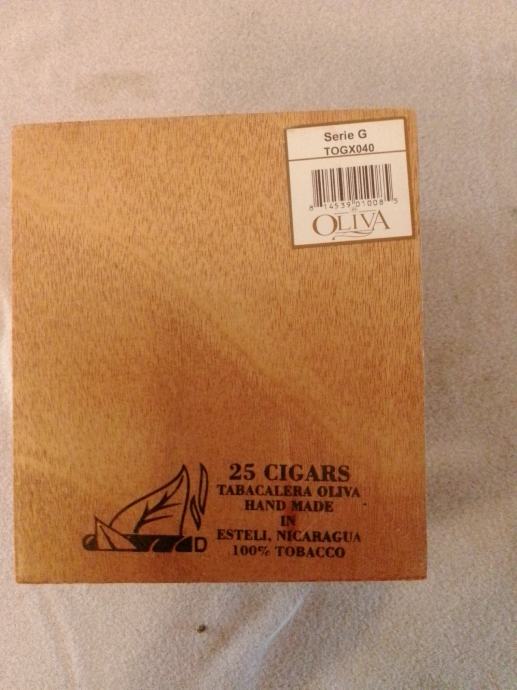 Serie G
TOGX040
8 14539 01008 5
OLIVA
25 CIGARS
TABACALERA OLIVA
HAND MADE
IN
ESTELI, NICARAGUA
100% TOBACCO
D